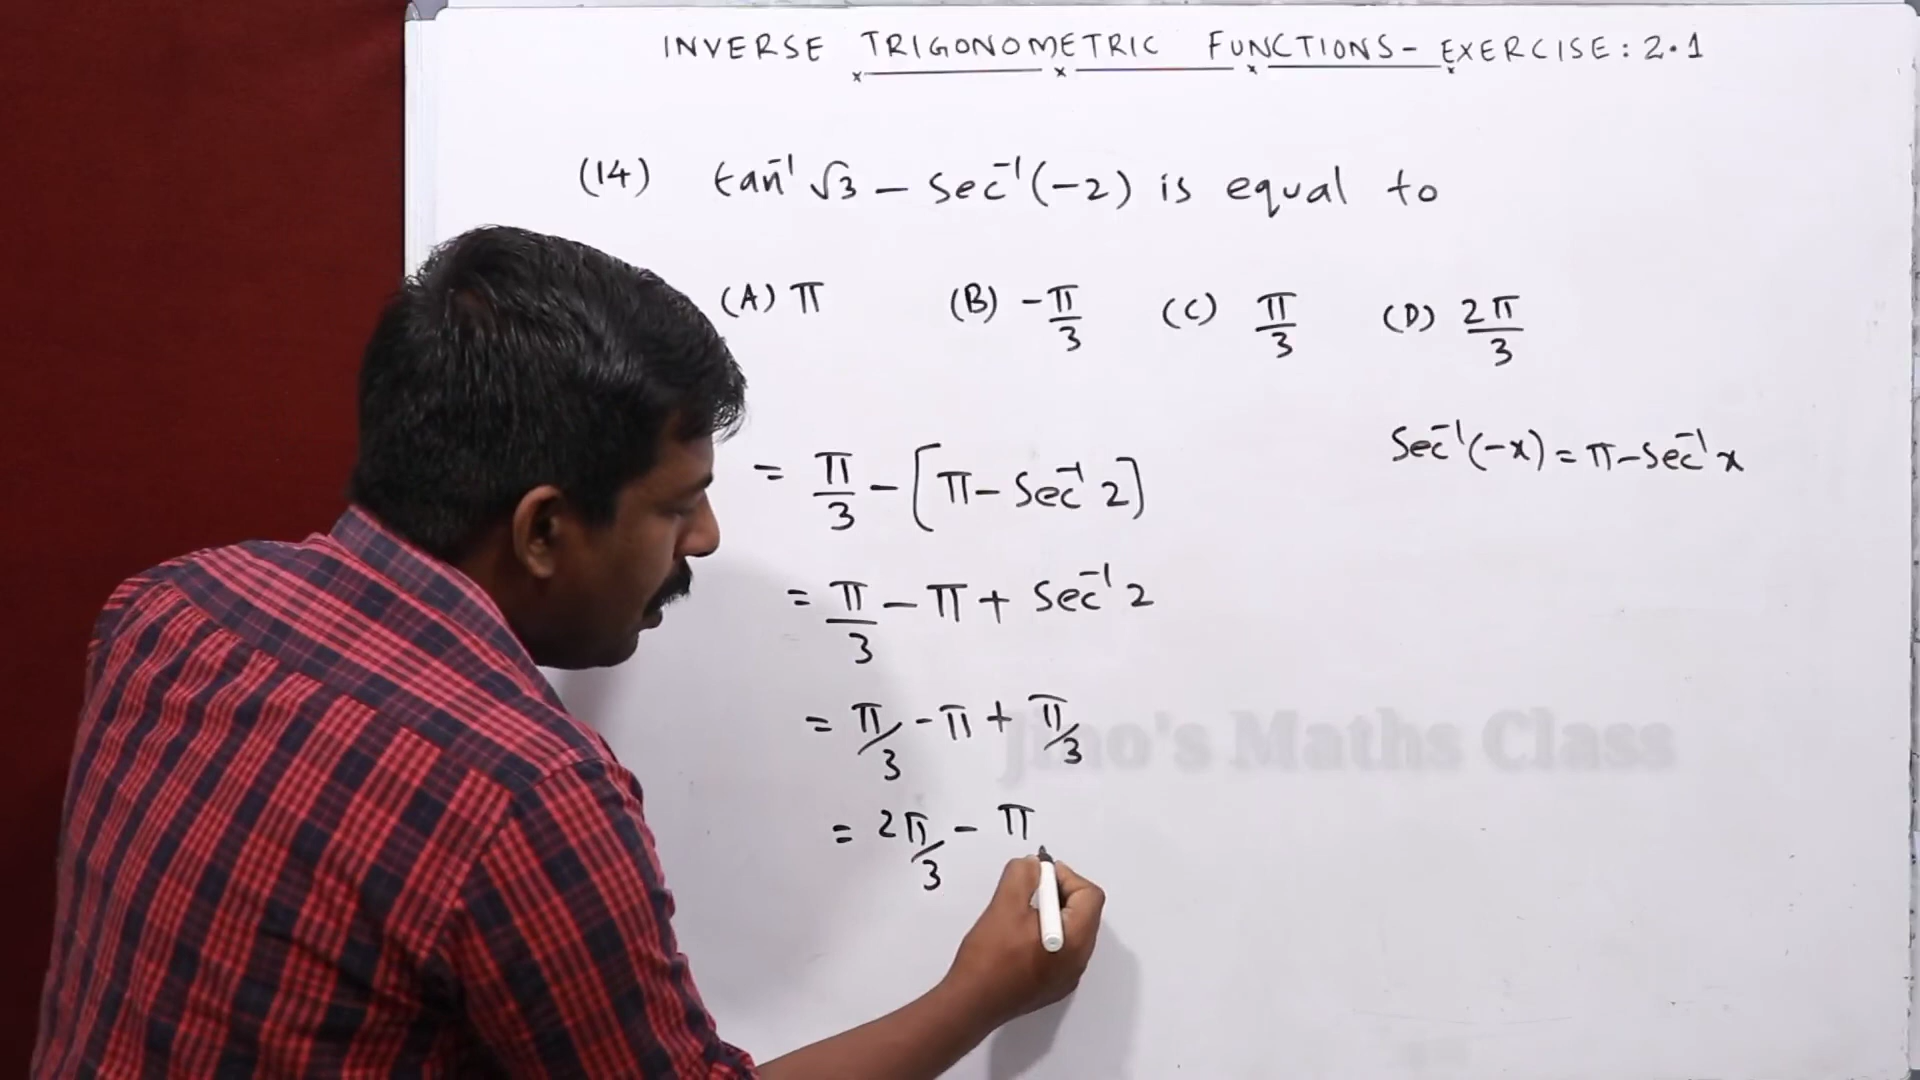 INVERSE TRIGONOMETRIC FUNCTIONS- EXERCISE: 2.1
(14) tan⁻¹ √3 – Sec⁻¹(-2) is equal to
(A) π (B) -π/3 (C) π/3 (D) 2π/3
Sec⁻¹(-x) = π-Sec⁻¹x
= π/3 - [π- Sec⁻¹ 2]
= π/3 - π + Sec⁻¹ 2
= π/3 - π + π/3
= 2π/3 - π
Jino's Maths Class